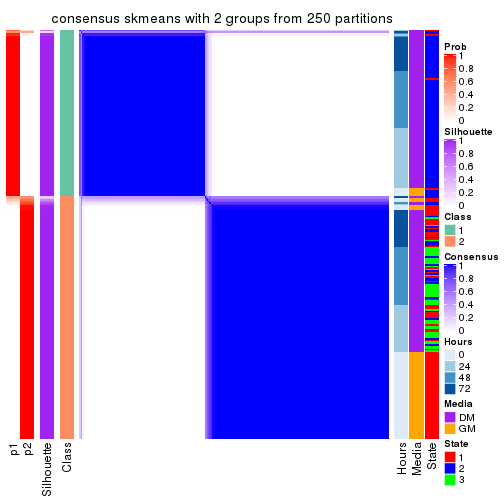 consensus skmeans with 2 groups from 250 partitions
p1
p2
Silhouette
Class
Hours
Media
State
Prob
1
0.8
0.6
0.4
0.2
0
Silhouette
1
0.8
0.6
0.4
0.2
0
Class
1
2
Consensus
1
0.8
0.6
0.4
0.2
0
Hours
0
24
48
72
Media
DM
GM
State
1
2
3